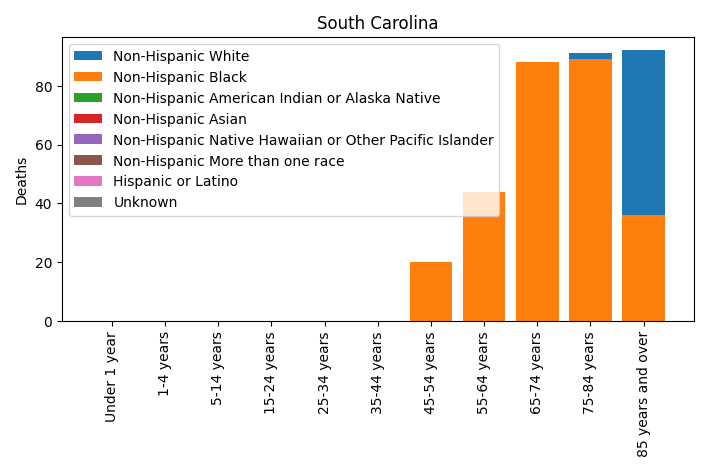 South Carolina
Non-Hispanic White
Non-Hispanic Black
Non-Hispanic American Indian or Alaska Native
Non-Hispanic Asian
Non-Hispanic Native Hawaiian or Other Pacific Islander
Non-Hispanic More than one race
Hispanic or Latino
Unknown
Deaths
80
60
40
20
0
Under 1 year
1-4 years
5-14 years
15-24 years
25-34 years
35-44 years
45-54 years
55-64 years
65-74 years
75-84 years
85 years and over